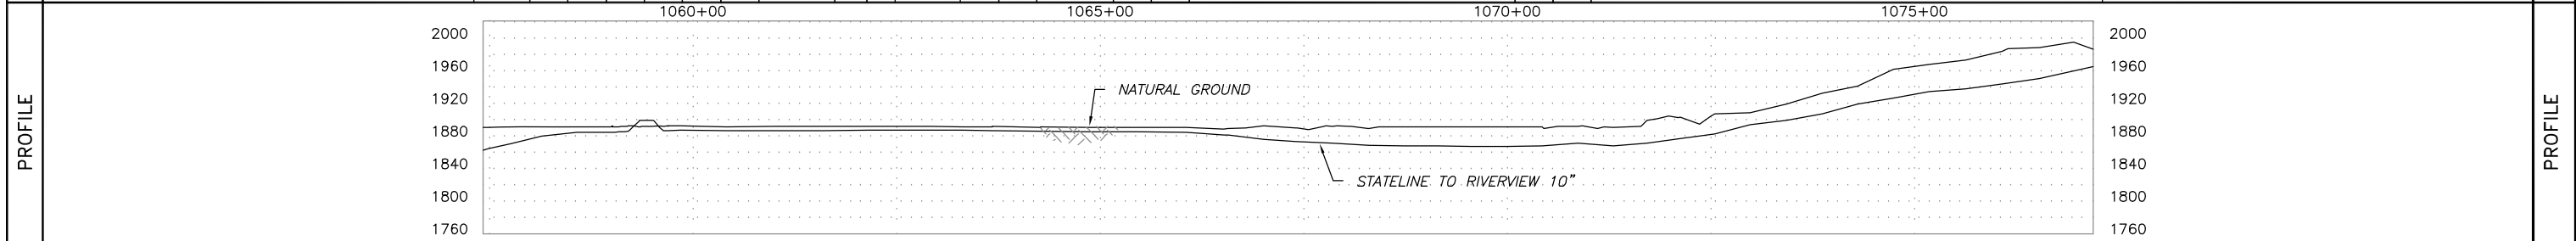 1060+00 1065+00 1070+00 1075+00
2000 2000
1960 1960
NATURAL GROUND
1920 1920
PROFILE PROFILE
1880 1880
1840 1840
STATELINE TO RIVERVIEW 10"
1800 1800
1760 1760